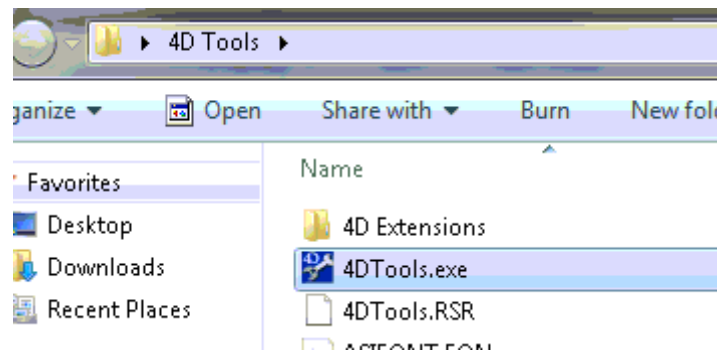 4D Tools
ganize Open Share with Burn New fol
Name
Favorites
Desktop
Downloads
Recent Places
4D Extensions
4DTools.exe
4DTools.RSR